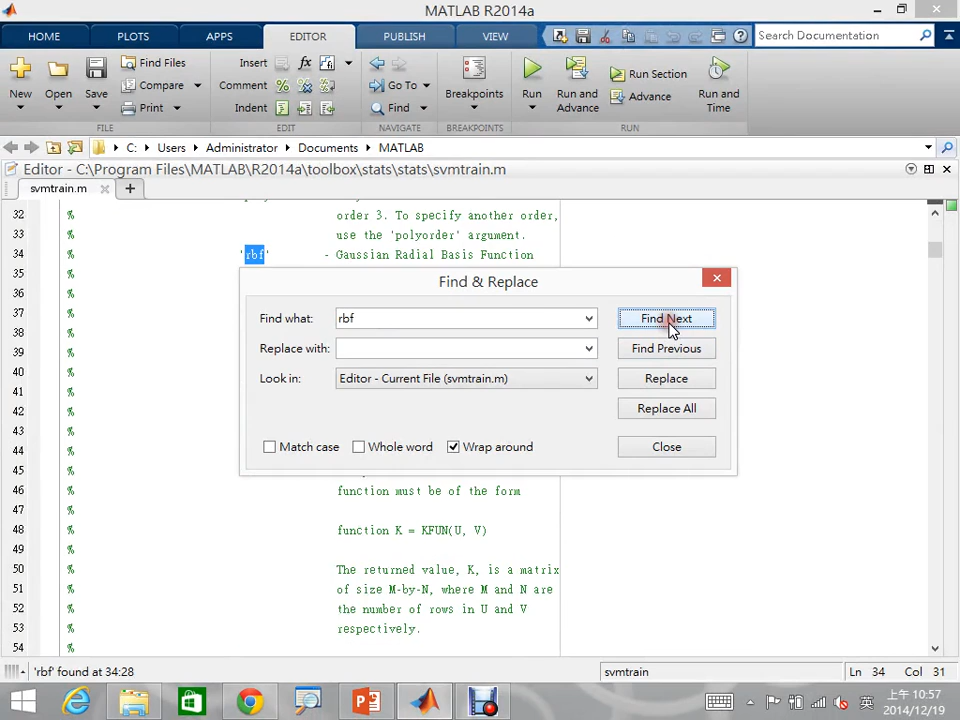 MATLAB R2014a
HOME
PLOTS
APPS
EDITOR
PUBLISH
VIEW
Search Documentation
New
Open
Save
Find Files
Compare
Print
Insert
Comment
Indent
Go To
Find
Breakpoints
Run
Run and Advance
Run Section
Advance
Run and Time
FILE
EDIT
NAVIGATE
BREAKPOINTS
RUN
C: Users Administrator Documents MATLAB
Editor - C:\Program Files\MATLAB\R2014a\toolbox\stats\stats\svmtrain.m
svmtrain.m
32 % order 3. To specify another order,
33 % use the 'polyorder' argument.
34 % 'rbf' - Gaussian Radial Basis Function
35 %
36 %
37 %
38 %
39 %
40 %
41 %
42 %
43 %
44 %
45 %
46 % function must be of the form
47 %
48 % function K = KFUN(U, V)
49 %
50 % The returned value, K, is a matrix
51 % of size M-by-N, where M and N are
52 % the number of rows in U and V
53 % respectively.
54 %
Find & Replace
Find what: rbf
Find Next
Replace with:
Find Previous
Look in: Editor - Current File (svmtrain.m)
Replace
Replace All
Match case
Whole word
Wrap around
Close
'rbf' found at 34:28
svmtrain
Ln 34 Col 31
英
上午 10:57
2014/12/19